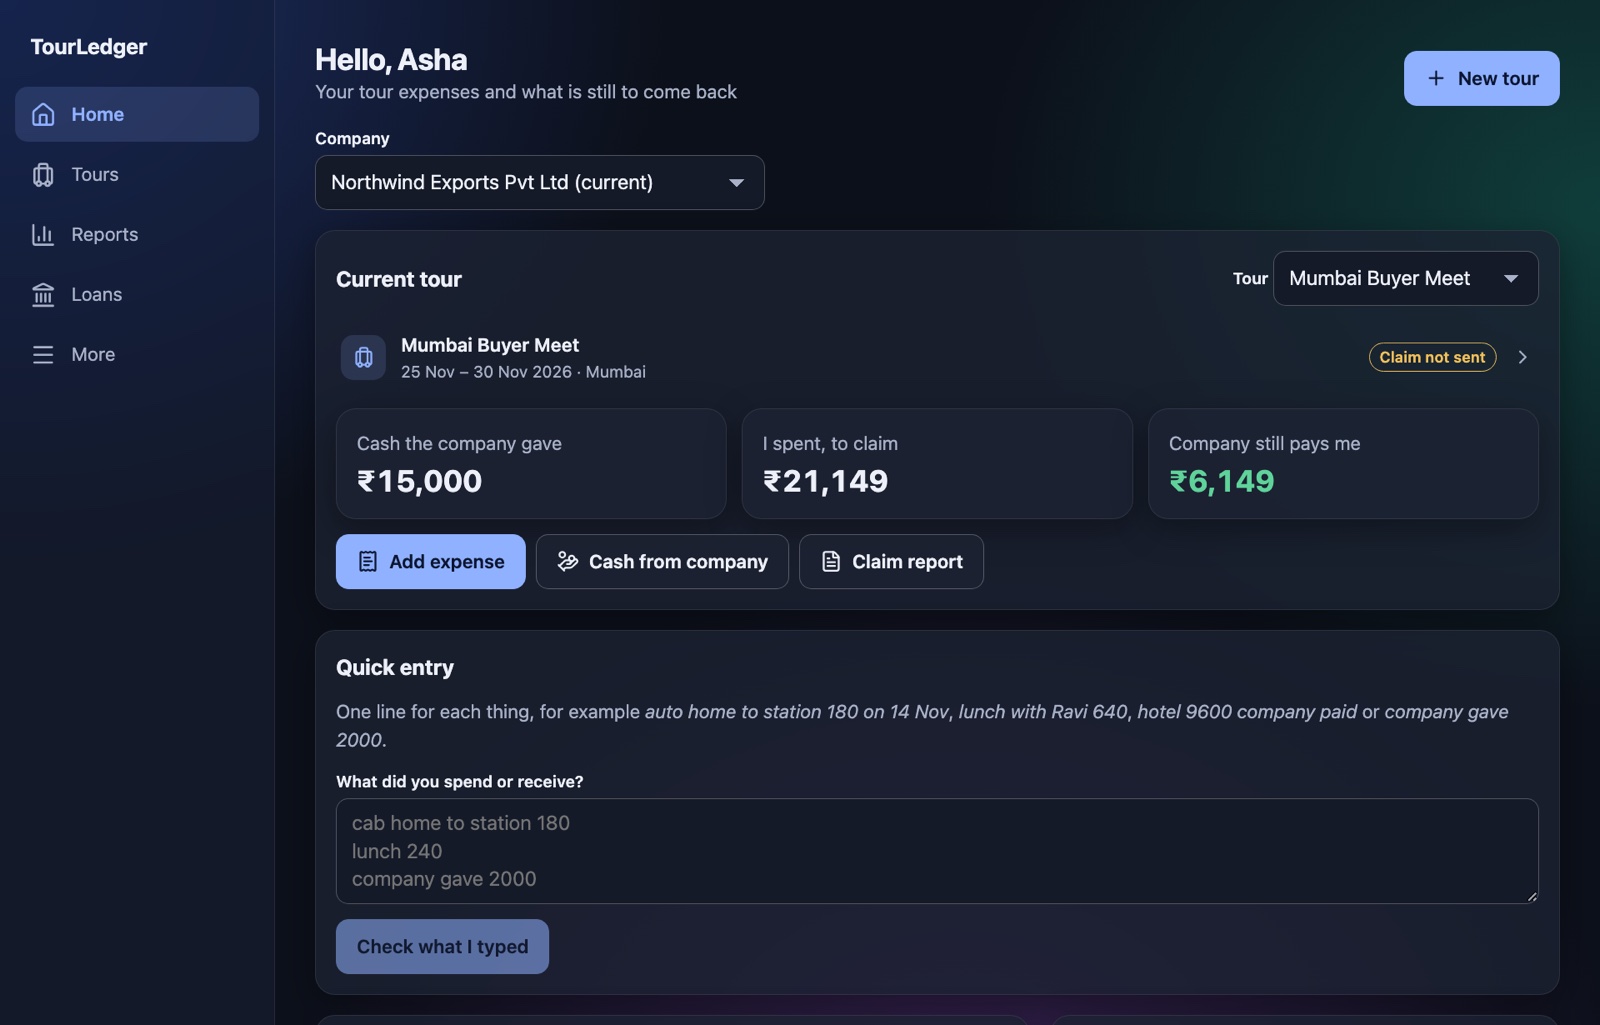 TourLedger
Home
Tours
Reports
Loans
More
Hello, Asha
Your tour expenses and what is still to come back
New tour
Company
Northwind Exports Pvt Ltd (current)
Current tour
Tour
Mumbai Buyer Meet
Mumbai Buyer Meet
25 Nov – 30 Nov 2026 · Mumbai
Claim not sent
Cash the company gave
₹15,000
I spent, to claim
₹21,149
Company still pays me
₹6,149
Add expense
Cash from company
Claim report
Quick entry
One line for each thing, for example auto home to station 180 on 14 Nov, lunch with Ravi 640, hotel 9600 company paid or company gave
2000.
What did you spend or receive?
cab home to station 180
lunch 240
company gave 2000
Check what I typed